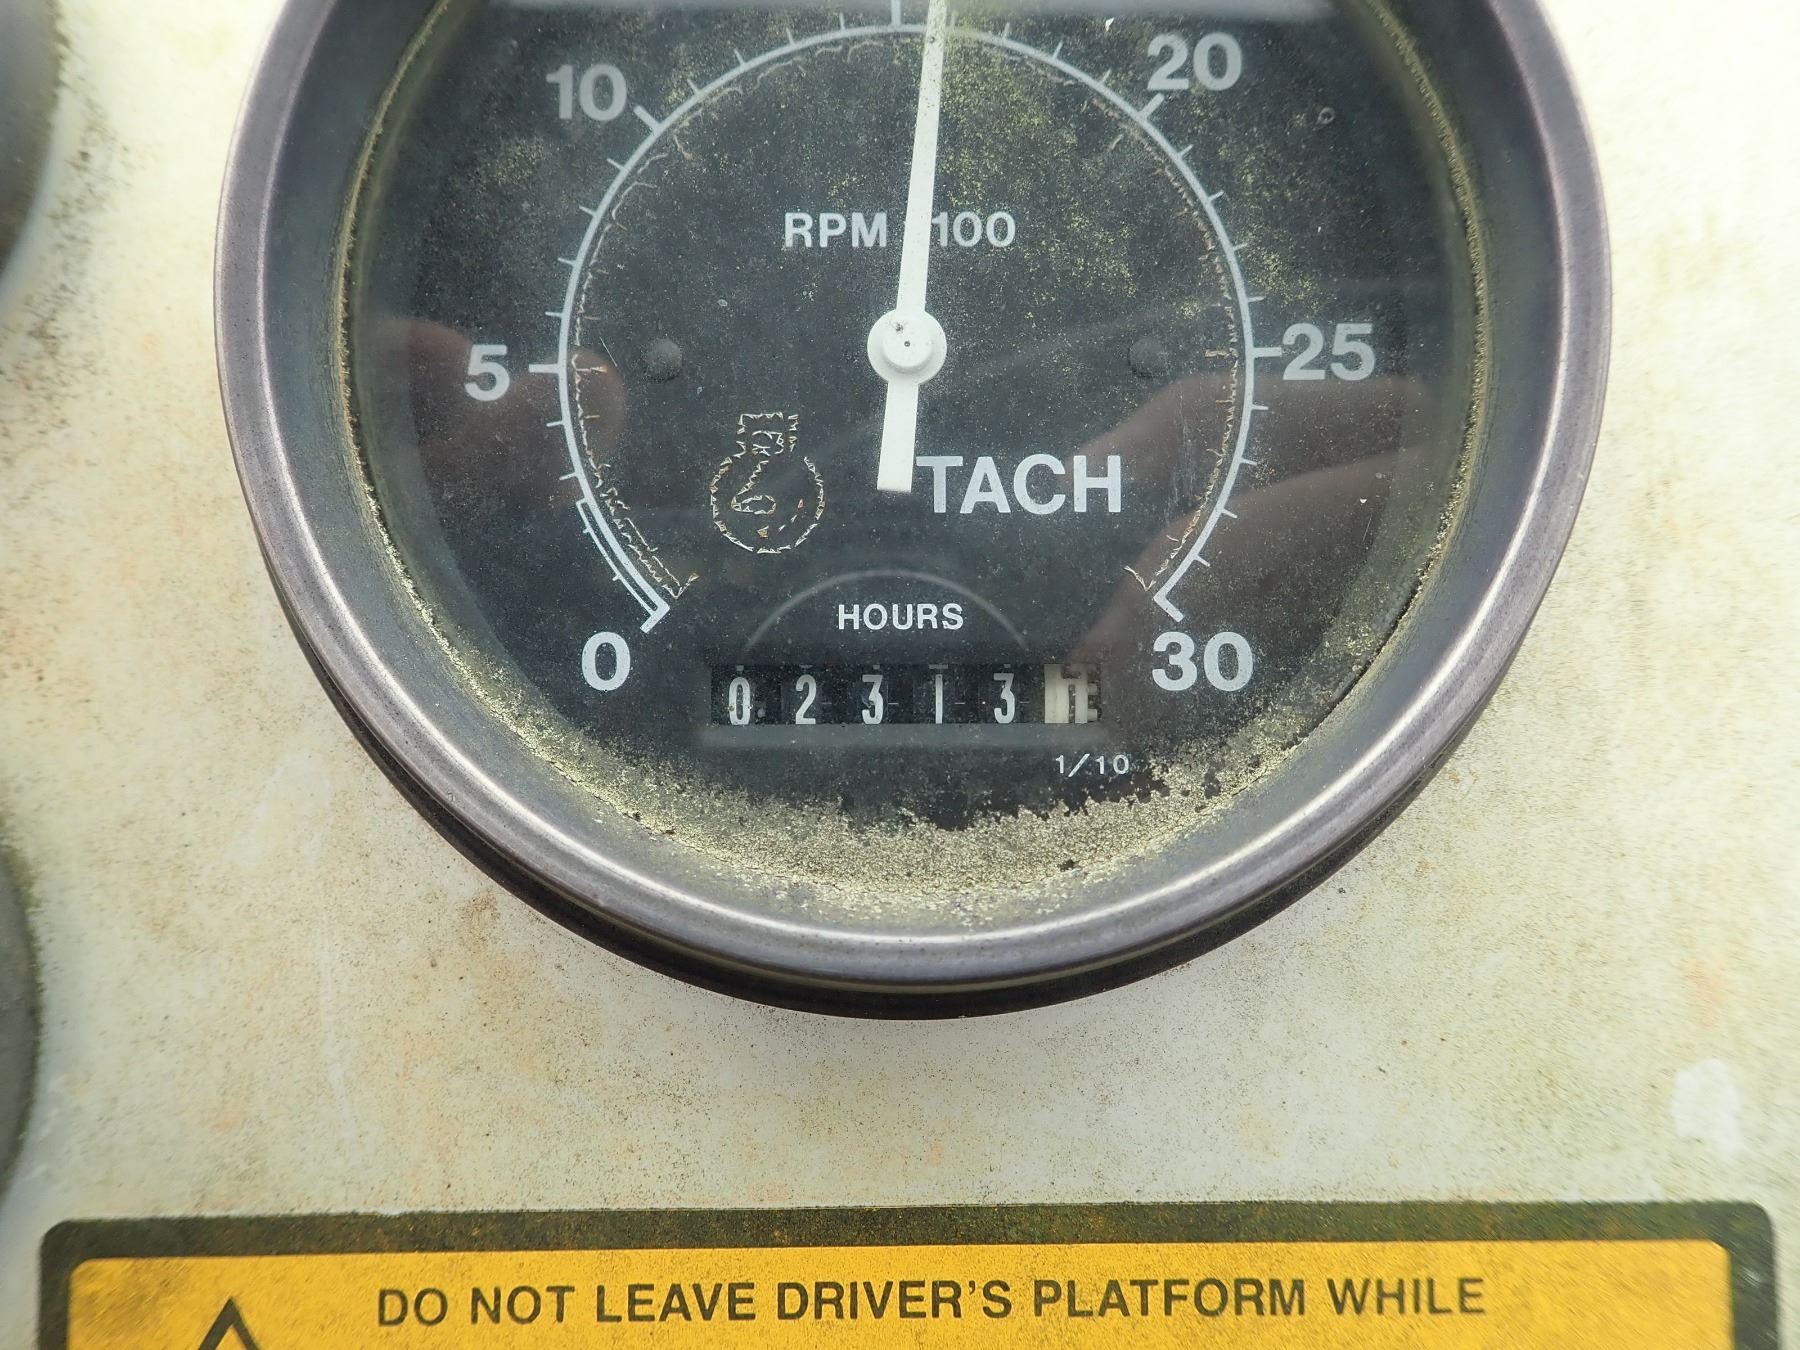 10
20
RPM 100
5
25
TACH
HOURS
0
30
0 2 3 1 3
1/10
DO NOT LEAVE DRIVER'S PLATFORM WHILE